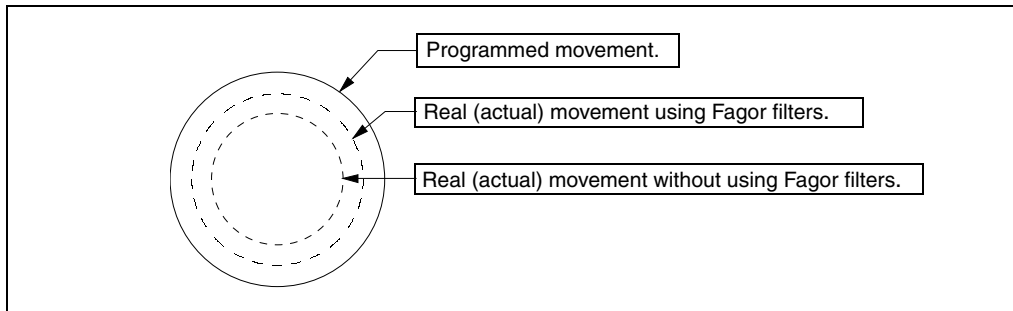 Programmed movement.
Real (actual) movement using Fagor filters.
Real (actual) movement without using Fagor filters.